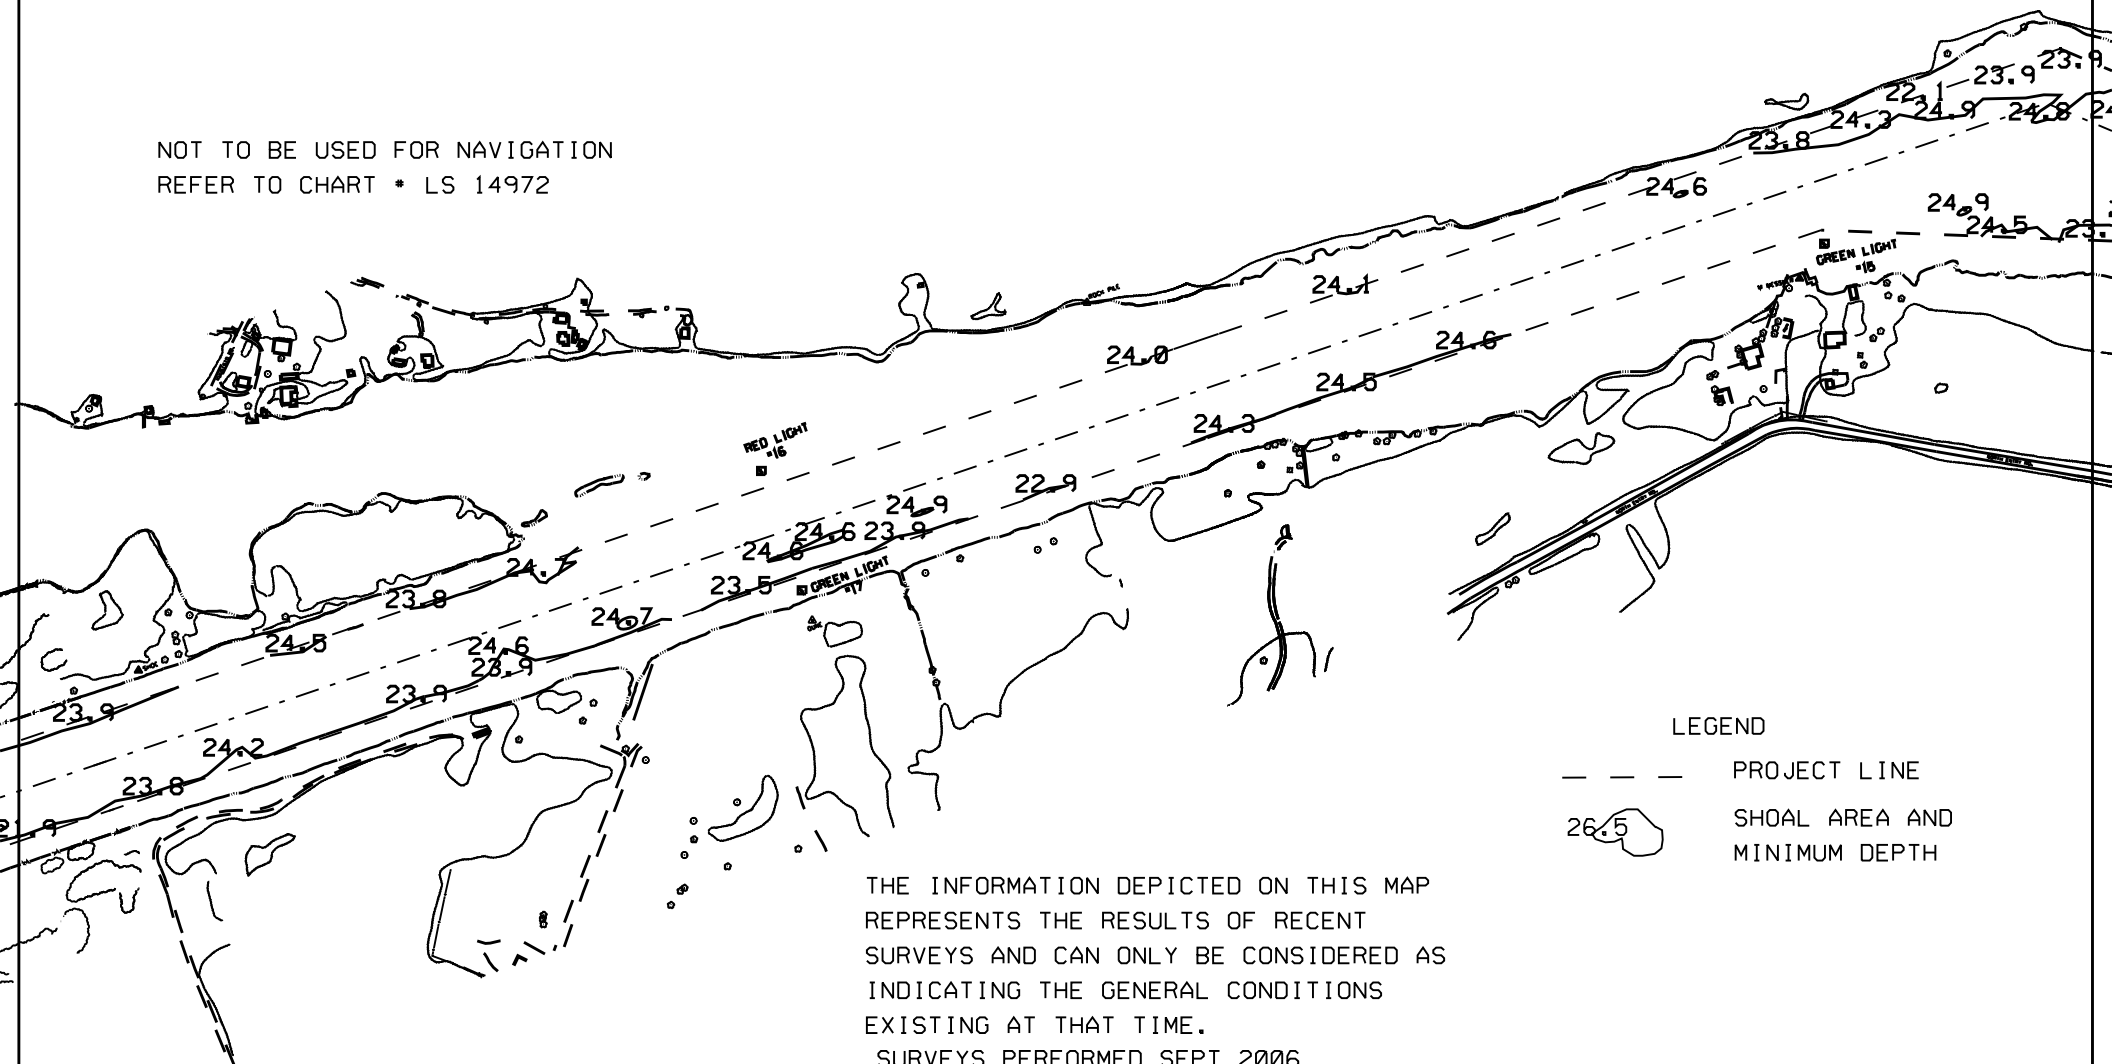 23.9
23.9
22.1
24.9
24.8
24.3
23.8
NOT TO BE USED FOR NAVIGATION
REFER TO CHART * LS 14972
24.6
24.9
24.5
GREEN LIGHT
*15
24.1
ROCK PILE
24.6
24.0
24.5
24.3
RED LIGHT
*16
22.9
24.9
24.6
23.9
24.6
24.7
23.5
GREEN LIGHT
*17
23.8
24.7
24.5
24.6
23.9
23.9
23.9
24.2
23.8
LEGEND
PROJECT LINE
26.5
SHOAL AREA AND
MINIMUM DEPTH
THE INFORMATION DEPICTED ON THIS MAP
REPRESENTS THE RESULTS OF RECENT
SURVEYS AND CAN ONLY BE CONSIDERED AS
INDICATING THE GENERAL CONDITIONS
EXISTING AT THAT TIME.
SURVEYS PERFORMED SEPT 2006